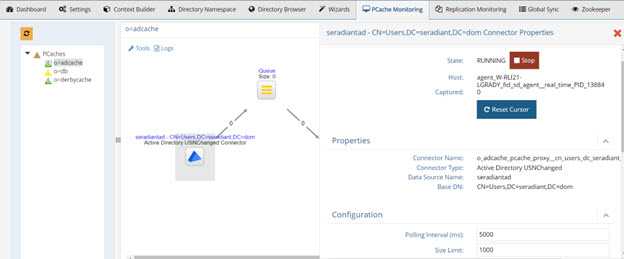 Dashboard Settings Context Builder Directory Namespace Directory Browser Wizards PCache Monitoring Replication Monitoring Global Sync Zookeeper
PCaches
o=adcache
o=db
o=derbycache
o=adcache
Tools Logs
Queue
Size: 0
0
0
seradiantad - CN=Users,DC=seradiant,DC=dom
Active Directory USNChanged Connector
seradiantad - CN=Users,DC=seradiant,DC=dom Connector Properties
State: RUNNING Stop
Host: agent_W-RLI21-
LGRADY_fid_sd_agent__real_time_PID_13884
Captured: 0
Reset Cursor
Properties
Connector Name: o_adcache_pcache_proxy__cn_users_dc_seradiant_
Connector Type: Active Directory USNChanged
Data Source Name: seradiantad
Base DN: CN=Users,DC=seradiant,DC=dom
Configuration
Polling Interval (ms): 5000
Size Limit: 1000